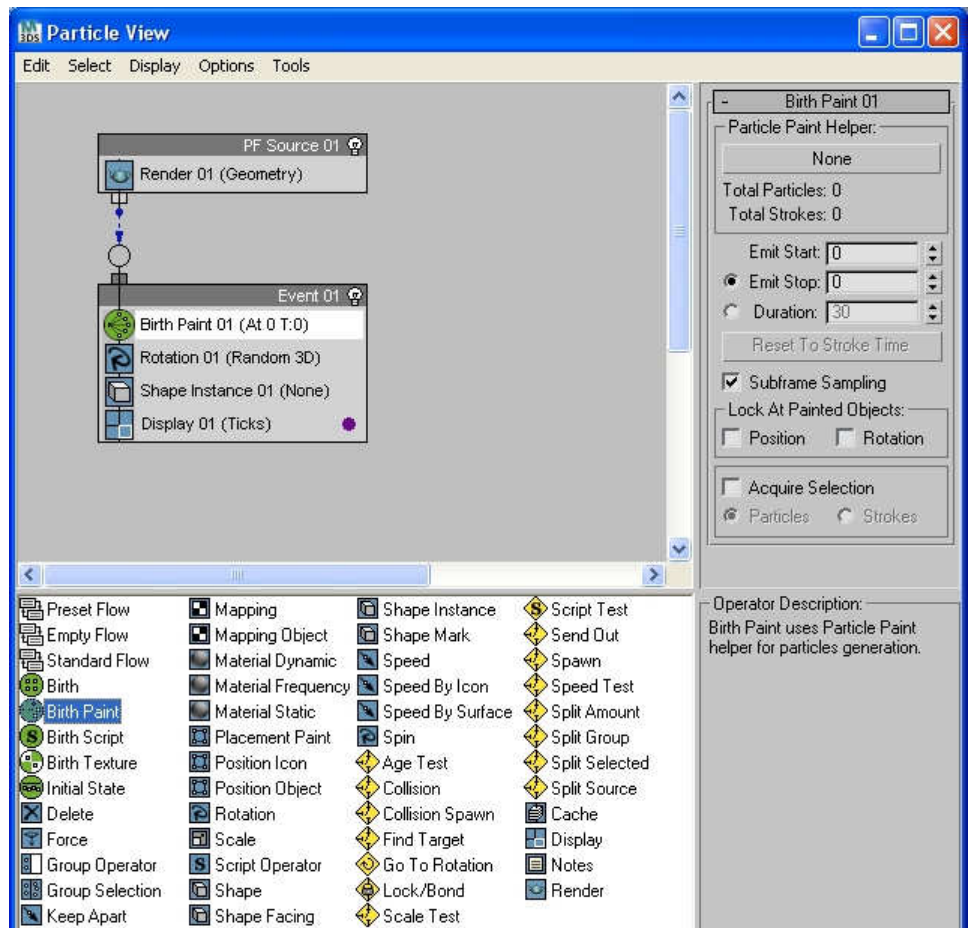 Particle View
Edit Select Display Options Tools
PF Source 01
Render 01 (Geometry)
Event 01
Birth Paint 01 (At 0 T:0)
Rotation 01 (Random 3D)
Shape Instance 01 (None)
Display 01 (Ticks)
- Birth Paint 01
Particle Paint Helper:
None
Total Particles: 0
Total Strokes: 0
Emit Start: 0
Emit Stop: 0
Duration: 30
Reset To Stroke Time
Subframe Sampling
Lock At Painted Objects:
Position Rotation
Acquire Selection
Particles Strokes
Preset Flow Mapping Shape Instance Script Test
Empty Flow Mapping Object Shape Mark Send Out
Standard Flow Material Dynamic Speed Spawn
Birth Material Frequency Speed By Icon Speed Test
Birth Paint Material Static Speed By Surface Split Amount
Birth Script Placement Paint Spin Split Group
Birth Texture Position Icon Age Test Split Selected
Initial State Position Object Collision Split Source
Delete Rotation Collision Spawn Cache
Force Scale Find Target Display
Group Operator Script Operator Go To Rotation Notes
Group Selection Shape Lock/Bond Render
Keep Apart Shape Facing Scale Test
Operator Description:
Birth Paint uses Particle Paint
helper for particles generation.